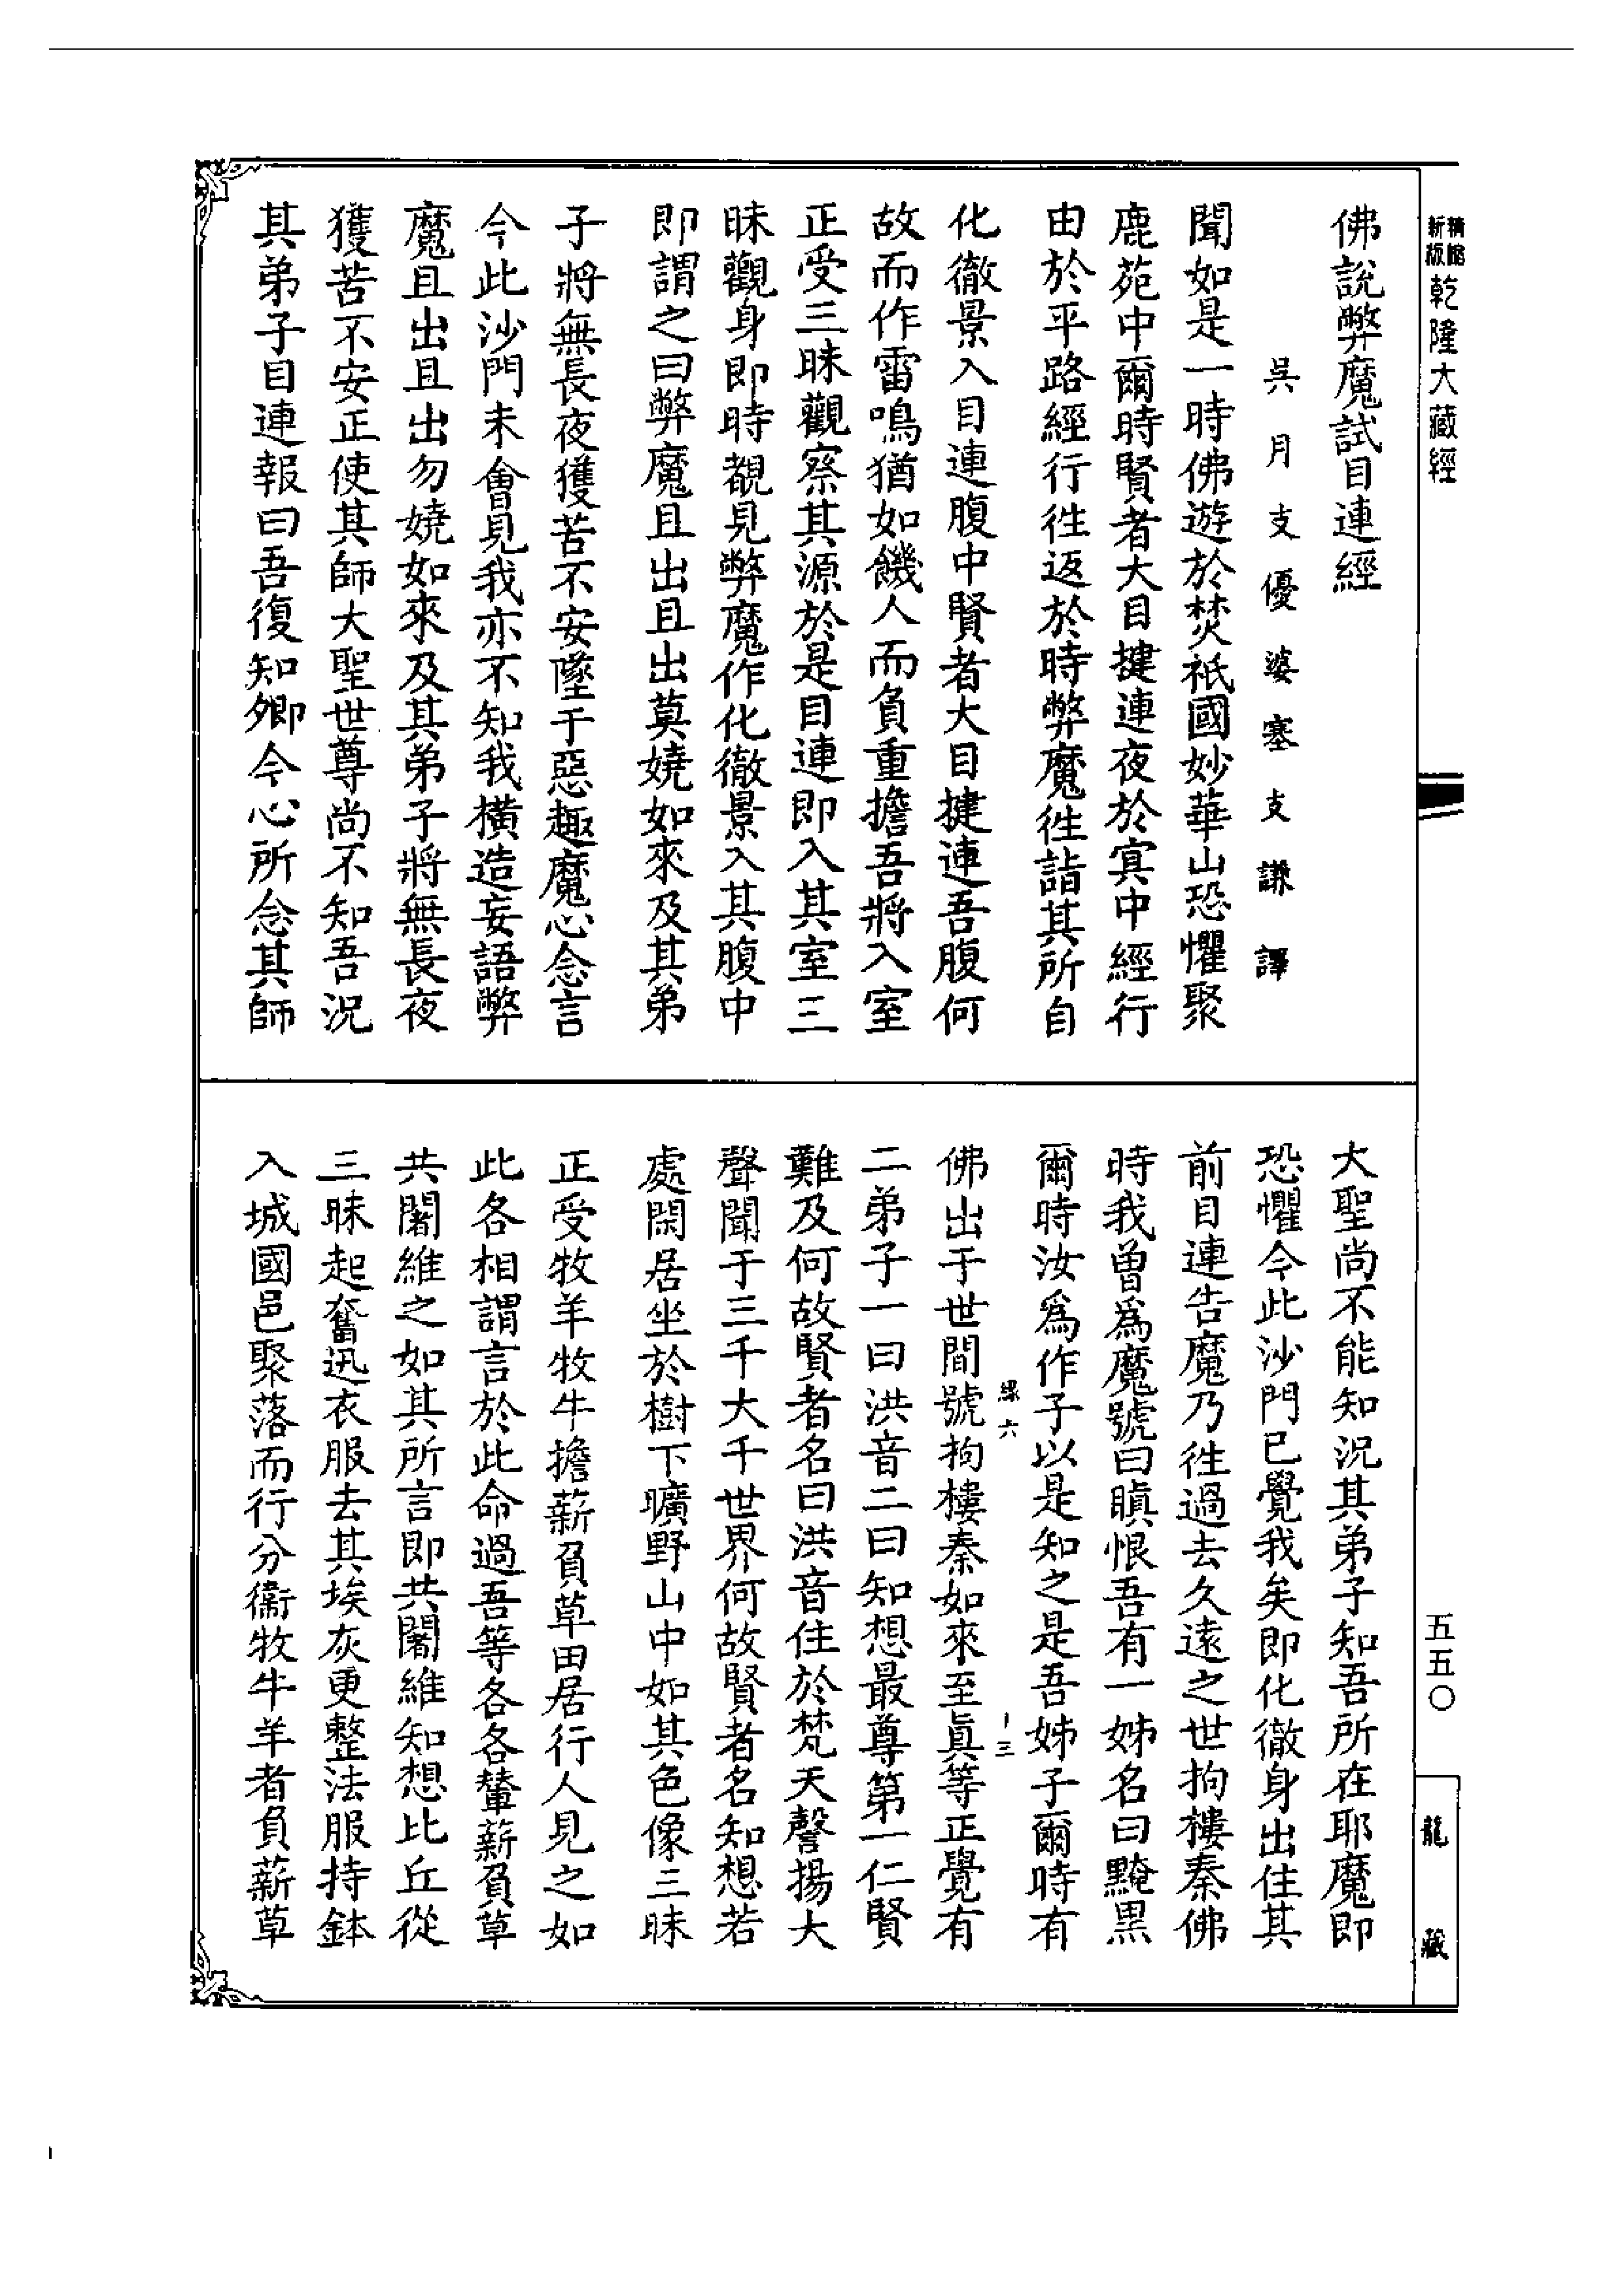 新版
精縮
乾隆大藏經
佛說弊魔試目連經
吳月支優婆塞支謙譯
聞如是一時佛遊於焚祇國妙華山恐懼聚
鹿苑中爾時賢者大目揵連夜於冥中經行
由於平路經行徃返於時弊魔徃詣其所自
化徹景入目連腹中賢者大目揵連吾腹何
故而作雷鳴猶如饑人而負重擔吾將入室
正受三昧觀察其源於是目連即入其室三
昧觀身即時覩見弊魔作化徹景入其腹中
即謂之曰弊魔且出且出莫嬈如來及其弟
子將無長夜獲苦不安墜于惡趣魔心念言
今此沙門未曾見我亦不知我橫造妄語弊
魔且出且出勿嬈如來及其弟子將無長夜
獲苦不安正使其師大聖世尊尚不知吾況
其弟子目連報曰吾復知卿今心所念其師
大聖尚不能知況其弟子知吾所在耶魔即
恐懼今此沙門已覺我矣即化徹身出住其
前目連告魔乃徃過去久遠之世拘樓秦佛
時我曾爲魔號曰瞋恨吾有一姊名曰黤黑
爾時汝爲作子以是知之是吾姊子爾時有
緣六
一三
佛出于世間號拘樓秦如來至眞等正覺有
二弟子一曰洪音二曰知想最尊第一仁賢
難及何故賢者名曰洪音住於梵天謦揚大
聲聞于三千大千世界何故賢者名知想若
處閑居坐於樹下曠野山中如其色像三昧
正受牧羊牧牛擔薪負草田居行人見之如
此各相謂言於此命過吾等各各輦薪負草
共闍維之如其所言即共闍維知想比丘從
三昧起奮迅衣服去其埃灰更整法服持鉢
入城國邑聚落而行分衞牧牛羊者負薪草
五五〇
龍藏